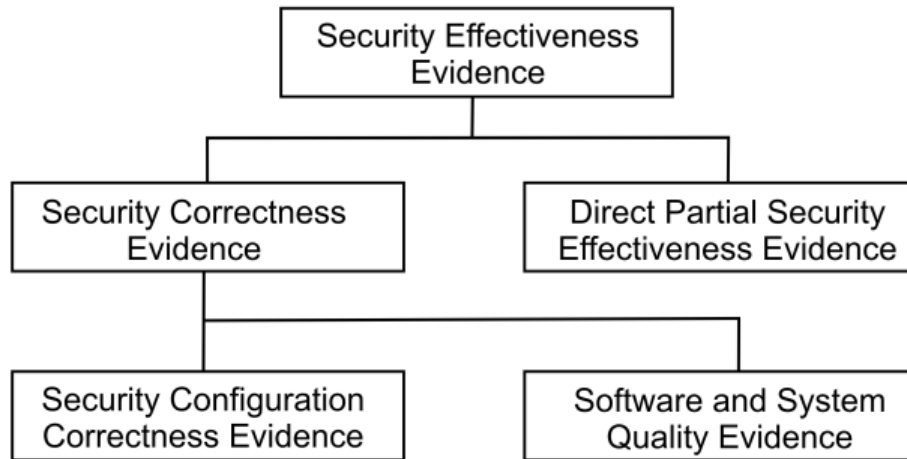 Security Effectiveness
Evidence
Security Correctness
Evidence
Direct Partial Security
Effectiveness Evidence
Security Configuration
Correctness Evidence
Software and System
Quality Evidence